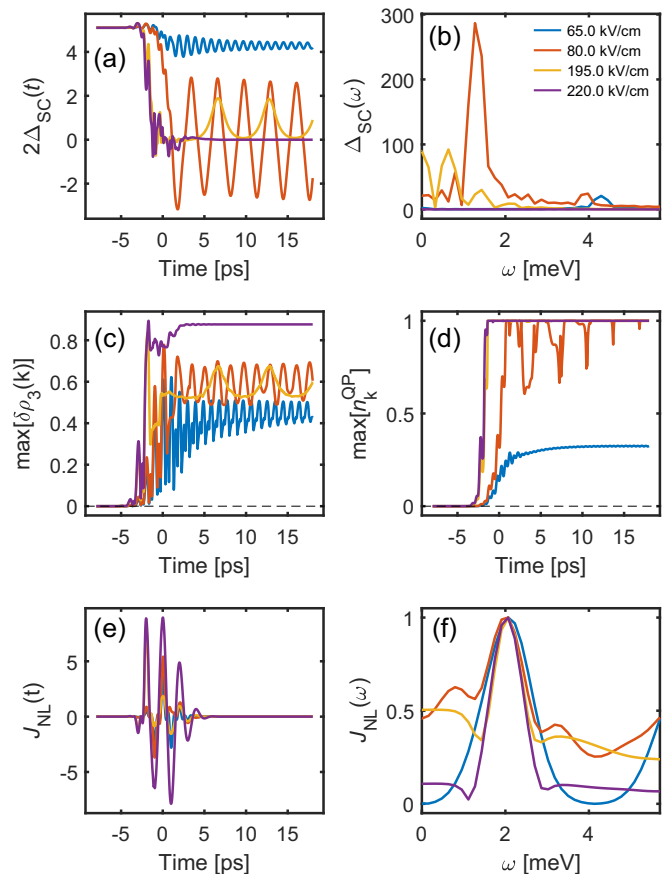 (a)
2Δ_SC(t)
4
2
0
-2
-5 0 5 10 15
Time [ps]
(b)
Δ_SC(ω)
300
200
100
0
0 2 4
ω [meV]
65.0 kV/cm
80.0 kV/cm
195.0 kV/cm
220.0 kV/cm
(c)
max[δρ₃(k)]
0.8
0.6
0.4
0.2
0
-5 0 5 10 15
Time [ps]
(d)
max[n_k^QP]
1
0.5
0
-5 0 5 10 15
Time [ps]
(e)
J_NL(t)
5
0
-5
-5 0 5 10 15
Time [ps]
(f)
J_NL(ω)
1
0.5
0
0 2 4
ω [meV]